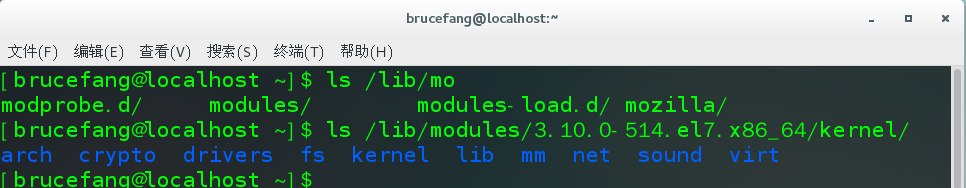 brucefang@localhost:~
文件(F) 编辑(E) 查看(V) 搜索(S) 终端(T) 帮助(H)
[brucefang@localhost ~]$ ls /lib/mo
modprobe.d/ modules/ modules-load.d/ mozilla/
[brucefang@localhost ~]$ ls /lib/modules/3.10.0-514.el7.x86_64/kernel/
arch crypto drivers fs kernel lib mm net sound virt
[brucefang@localhost ~]$